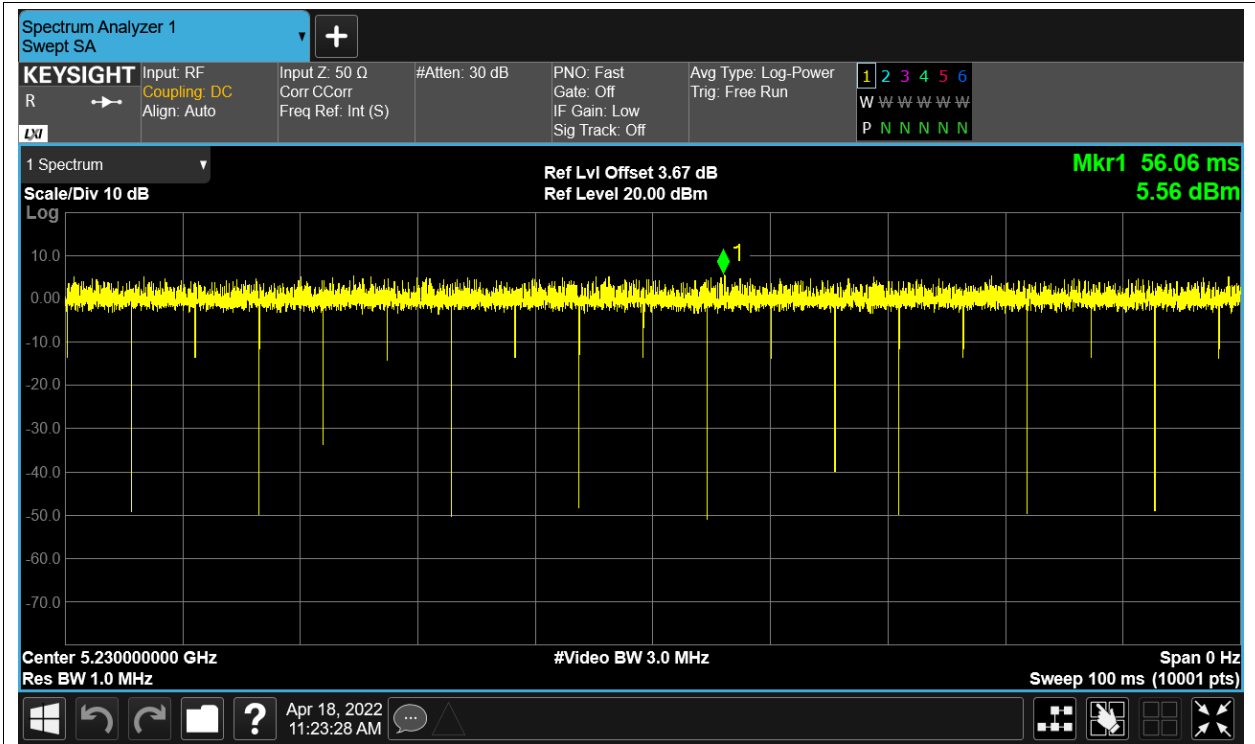 Spectrum Analyzer 1
Swept SA
KEYSIGHT
R
LXI
Input: RF
Coupling: DC
Align: Auto
Input Z: 50 Ω
Corr CCorr
Freq Ref: Int (S)
#Atten: 30 dB
PNO: Fast
Gate: Off
IF Gain: Low
Sig Track: Off
Avg Type: Log-Power
Trig: Free Run
1 2 3 4 5 6
W W W W W W
P N N N N N
1 Spectrum
Scale/Div 10 dB
Ref Lvl Offset 3.67 dB
Ref Level 20.00 dBm
Mkr1 56.06 ms
5.56 dBm
Log
1
10.0
0.00
-10.0
-20.0
-30.0
-40.0
-50.0
-60.0
-70.0
Center 5.230000000 GHz
Res BW 1.0 MHz
#Video BW 3.0 MHz
Span 0 Hz
Sweep 100 ms (10001 pts)
?
Apr 18, 2022
11:23:28 AM